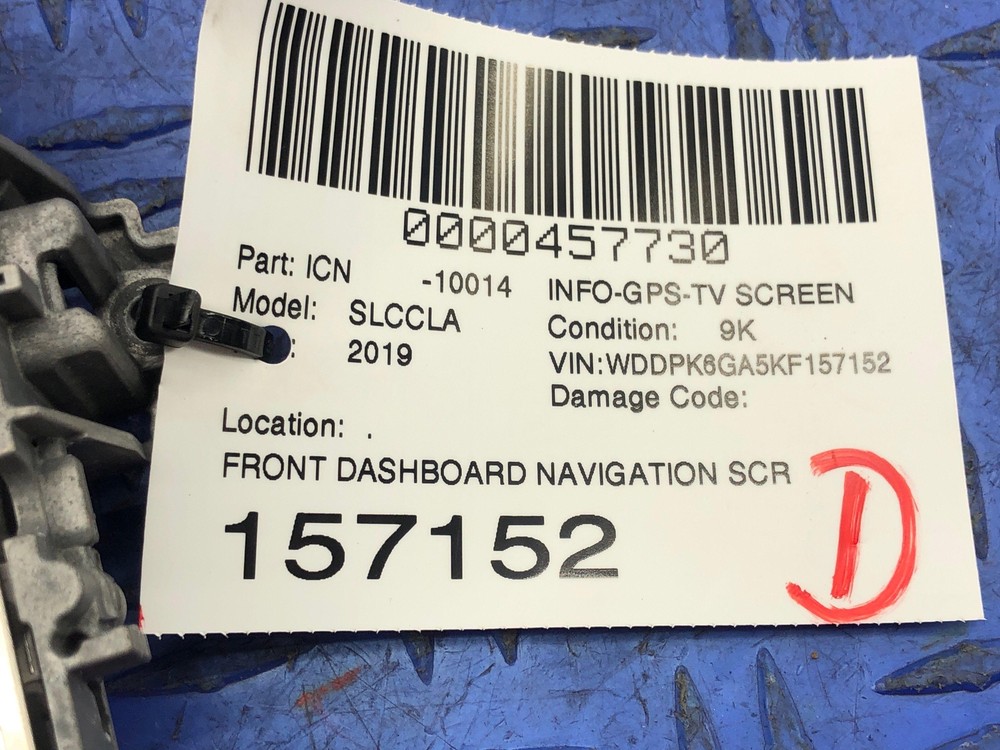 0000457730
Part: ICN -10014 INFO-GPS-TV SCREEN
Model: SLCCLA Condition: 9K
: 2019 VIN:WDDPK6GA5KF157152
Damage Code:
Location: .
FRONT DASHBOARD NAVIGATION SCR
157152
D